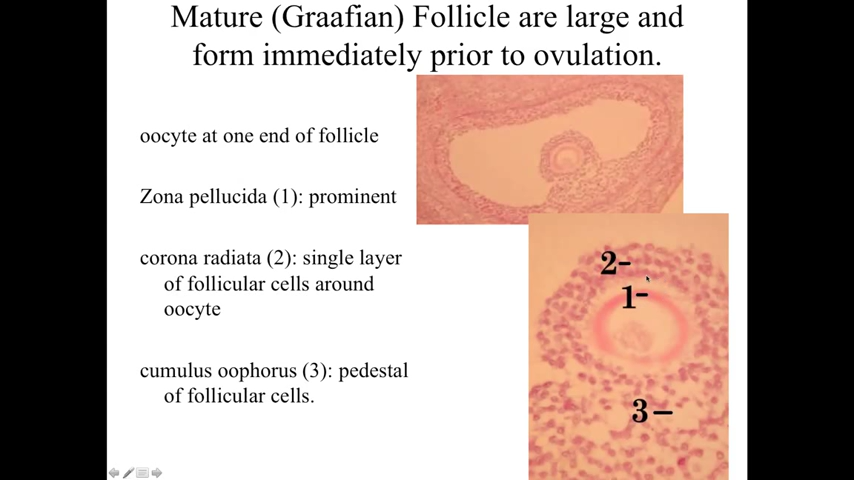 Mature (Graafian) Follicle are large and
form immediately prior to ovulation.
oocyte at one end of follicle
Zona pellucida (1): prominent
corona radiata (2): single layer
of follicular cells around
oocyte
cumulus oophorus (3): pedestal
of follicular cells.
2-
1-
3–